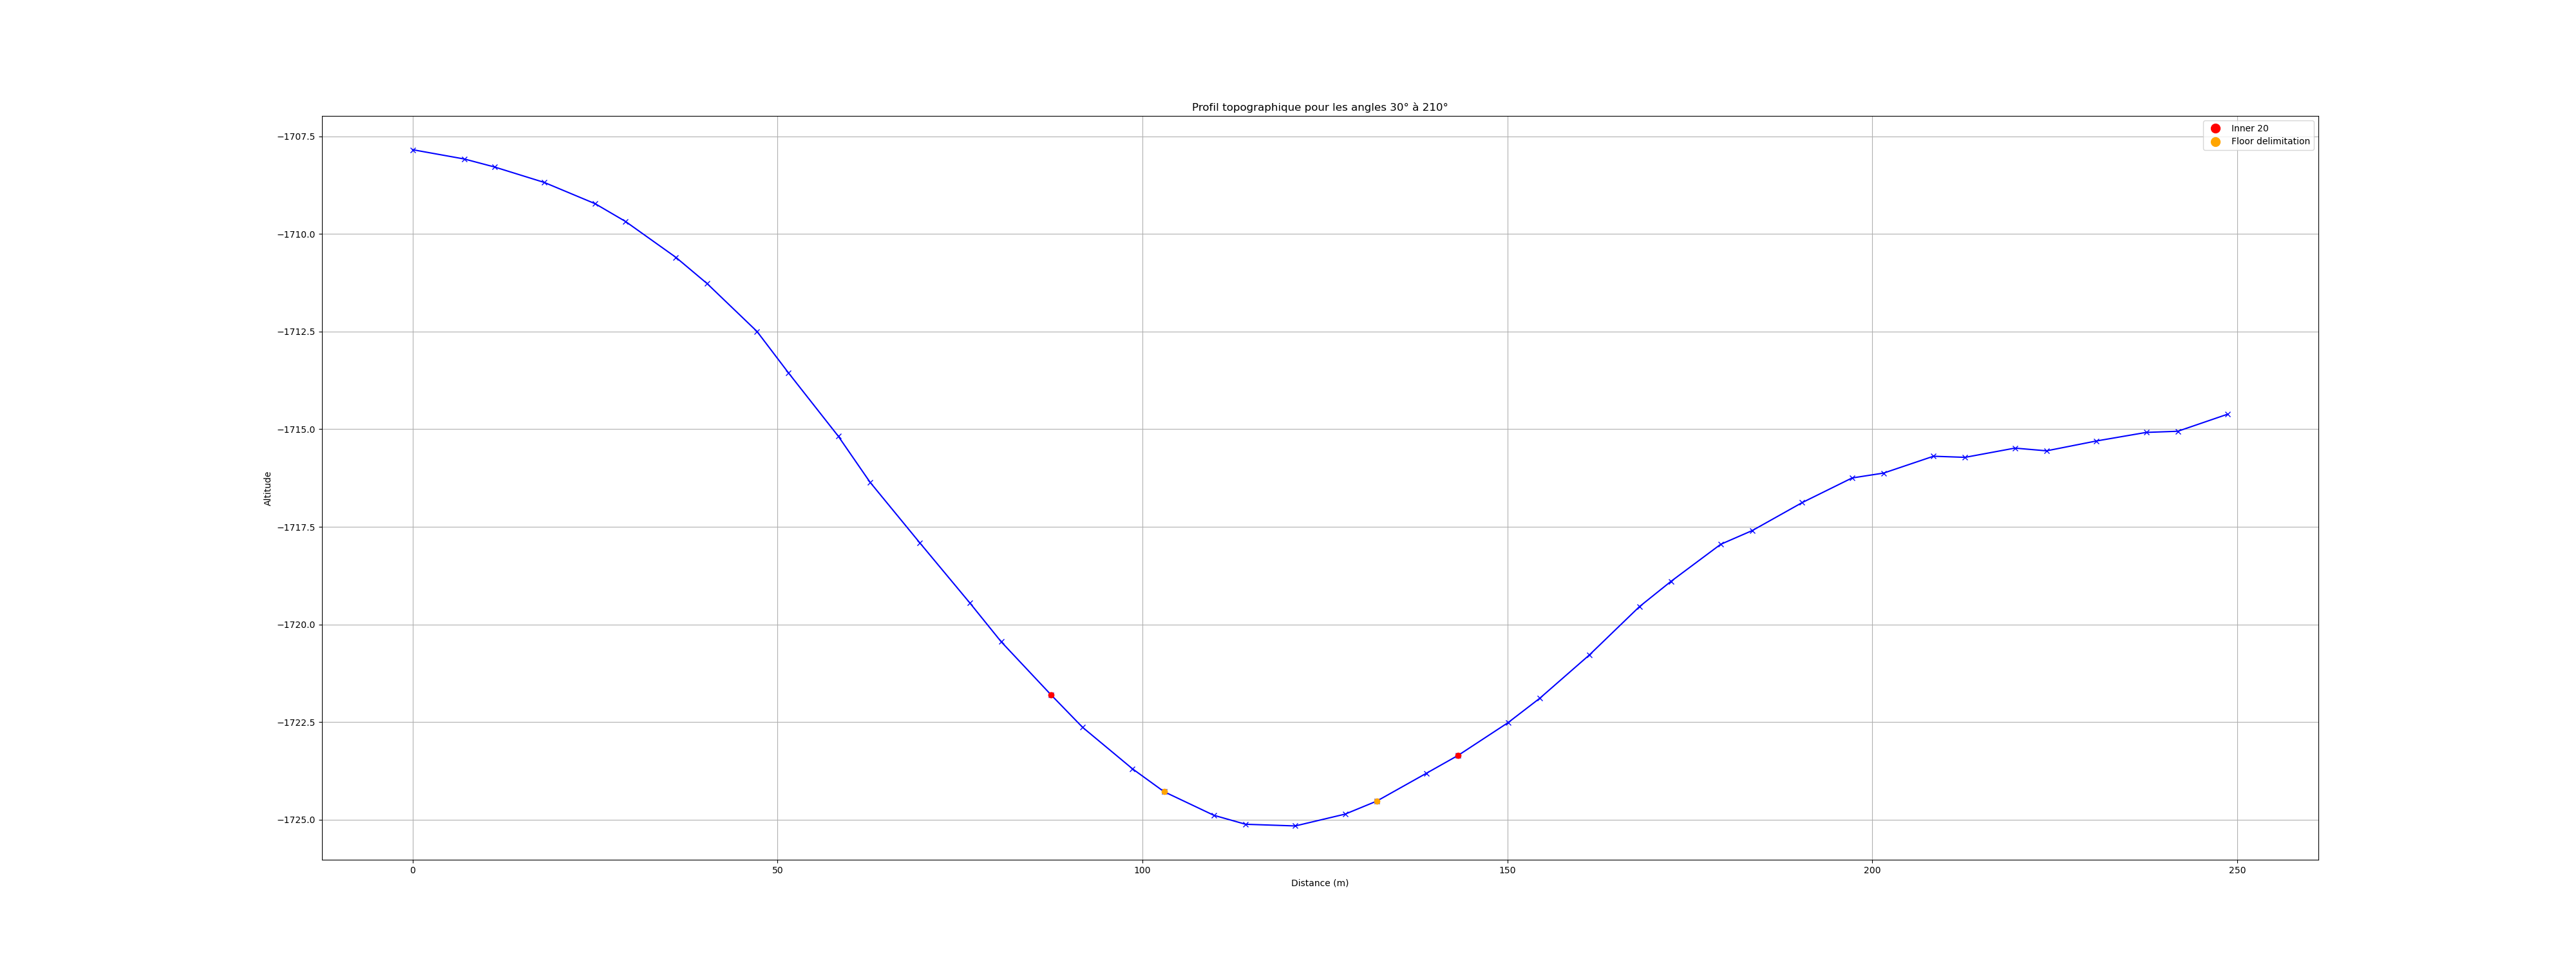 Profil topographique pour les angles 30° à 210°
Inner 20
Floor delimitation
−1707.5
−1710.0
−1712.5
−1715.0
−1717.5
−1720.0
−1722.5
−1725.0
Altitude
0 50 100 150 200 250
Distance (m)